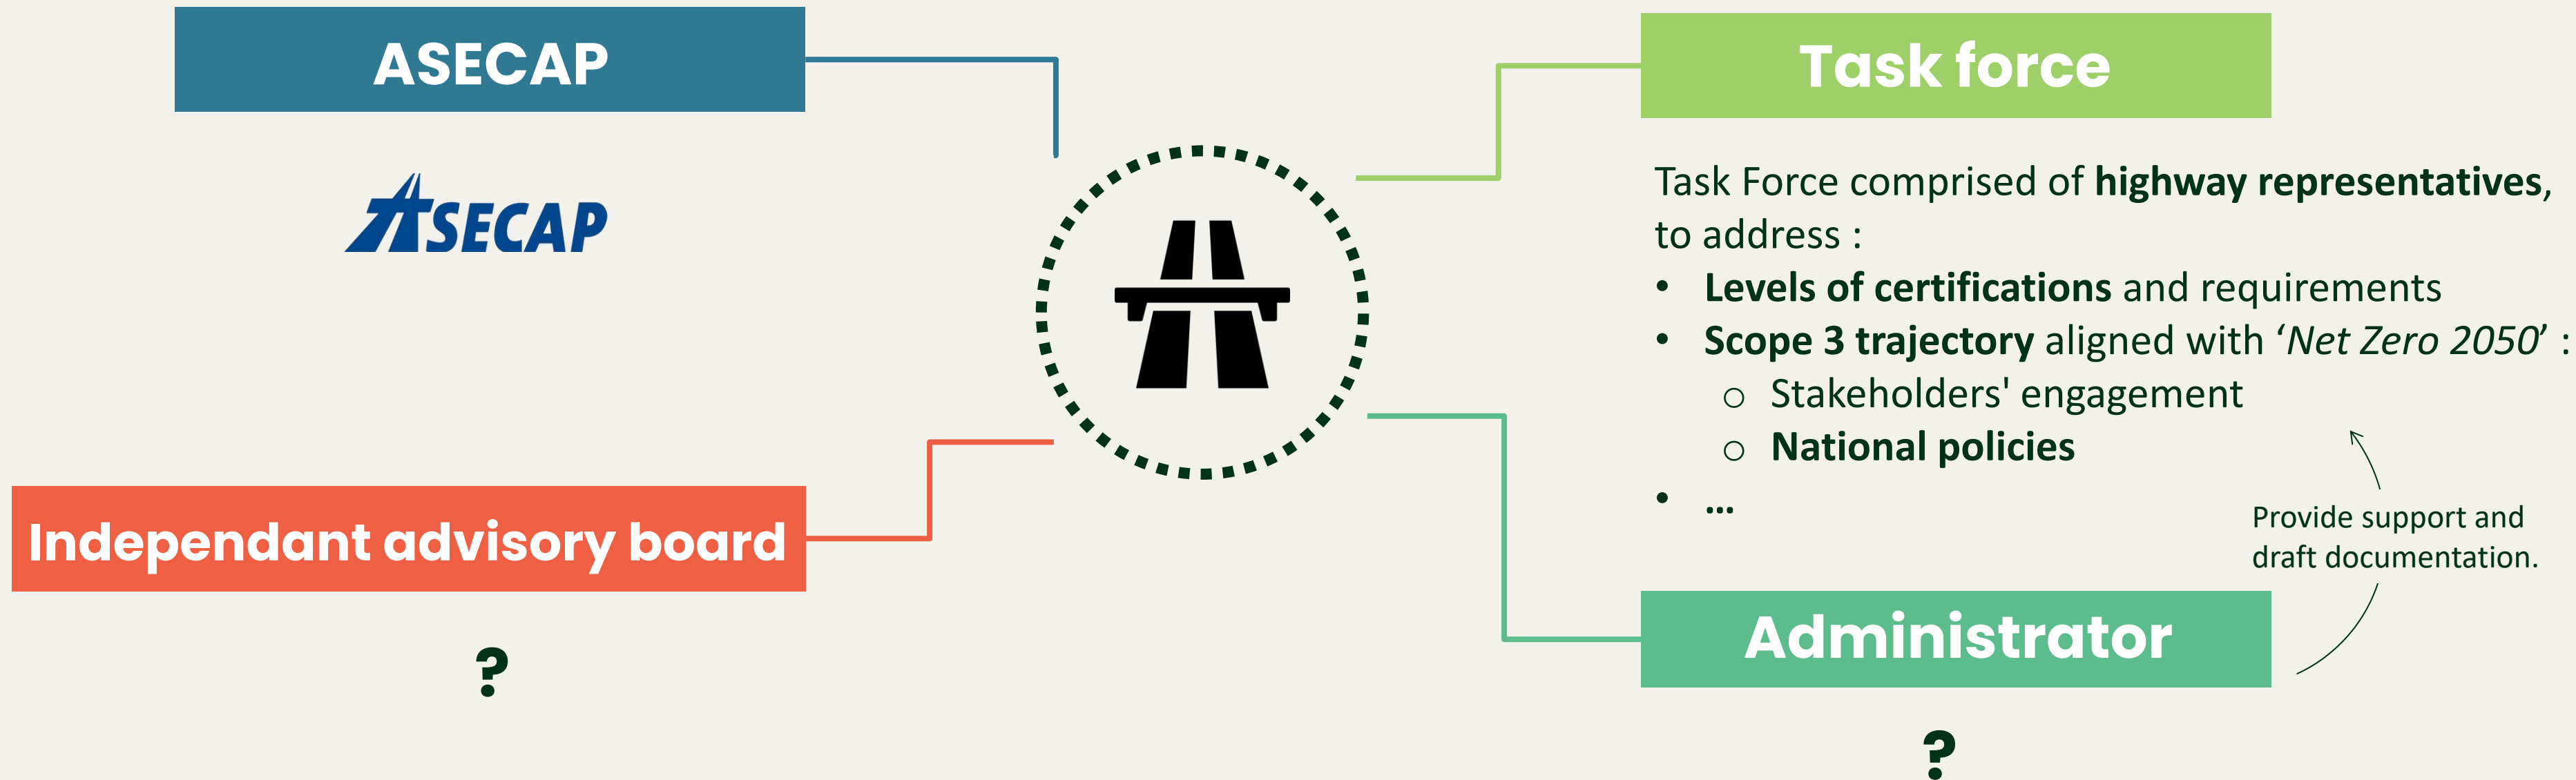 ASECAP
ASECAP
Independant advisory board
?
Task force
Task Force comprised of highway representatives,
to address :
• Levels of certifications and requirements
• Scope 3 trajectory aligned with ‘Net Zero 2050’ :
o Stakeholders' engagement
o National policies
• ...
Provide support and
draft documentation.
Administrator
?